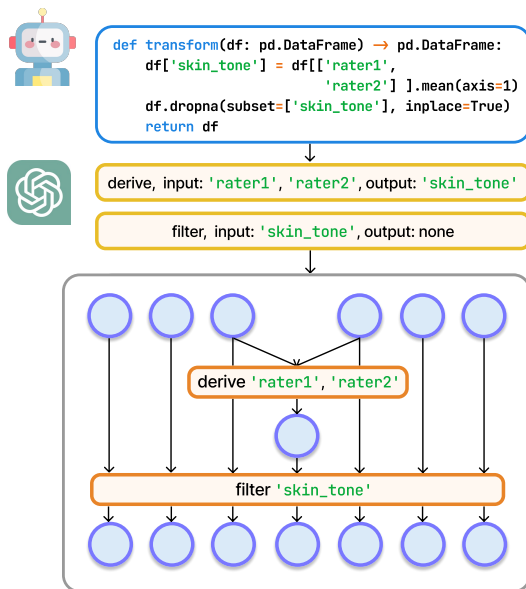 def transform(df: pd.DataFrame) → pd.DataFrame:
df['skin_tone'] = df[['rater1',
'rater2'] ].mean(axis=1)
df.dropna(subset=['skin_tone'], inplace=True)
return df
derive, input: 'rater1', 'rater2', output: 'skin_tone'
filter, input: 'skin_tone', output: none
derive 'rater1', 'rater2'
filter 'skin_tone'